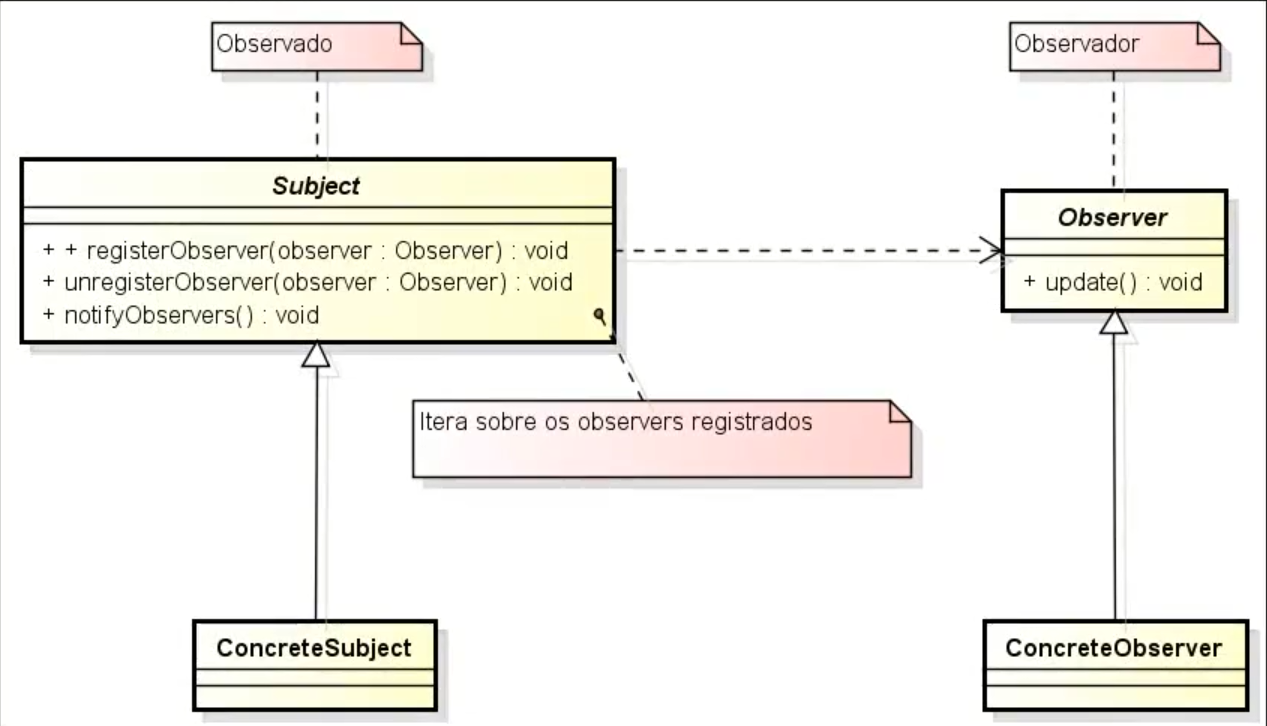 Observado
Observador
Subject
+ + registerObserver(observer : Observer) : void
+ unregisterObserver(observer : Observer) : void
+ notifyObservers() : void
Observer
+ update() : void
Itera sobre os observers registrados
ConcreteSubject
ConcreteObserver